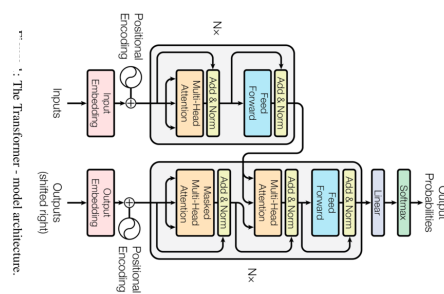 Output
Probabilities
Softmax
Linear
Add & Norm
Feed
Forward
Add & Norm
Multi-Head
Attention
Add & Norm
Masked
Multi-Head
Attention
Nx
Nx
Add & Norm
Feed
Forward
Add & Norm
Multi-Head
Attention
Positional
Encoding
Positional
Encoding
Input
Embedding
Output
Embedding
Inputs
Outputs
(shifted right)
: The Transformer - model architecture.